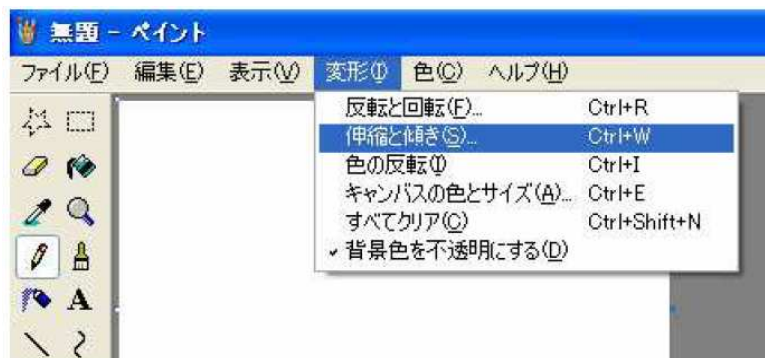 無題 - ペイント
ファイル(F) 編集(E) 表示(V) 変形(I) 色(C) ヘルプ(H)
反転と回転(F)... Ctrl+R
伸縮と傾き(S)... Ctrl+W
色の反転(I) Ctrl+I
キャンバスの色とサイズ(A)... Ctrl+E
すべてクリア(C) Ctrl+Shift+N
背景色を不透明にする(D)
A